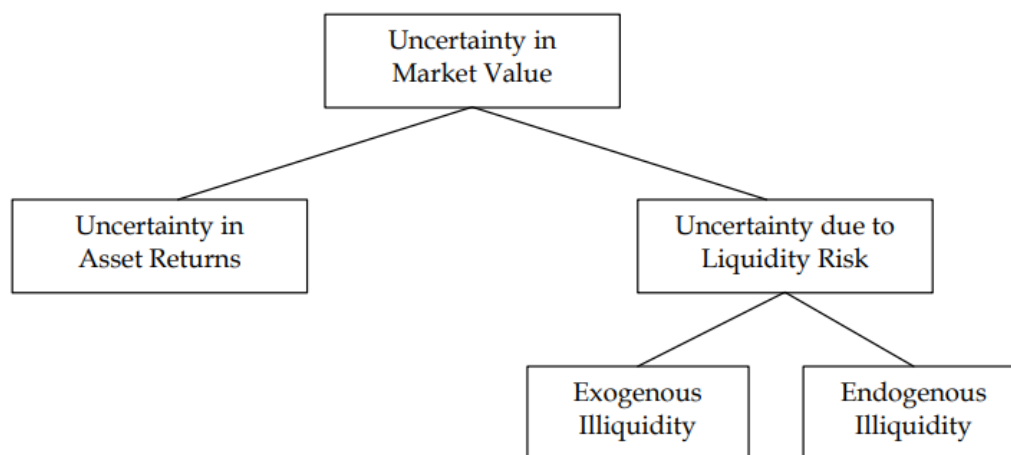 Uncertainty in
Market Value
Uncertainty in
Asset Returns
Uncertainty due to
Liquidity Risk
Exogenous
Illiquidity
Endogenous
Illiquidity